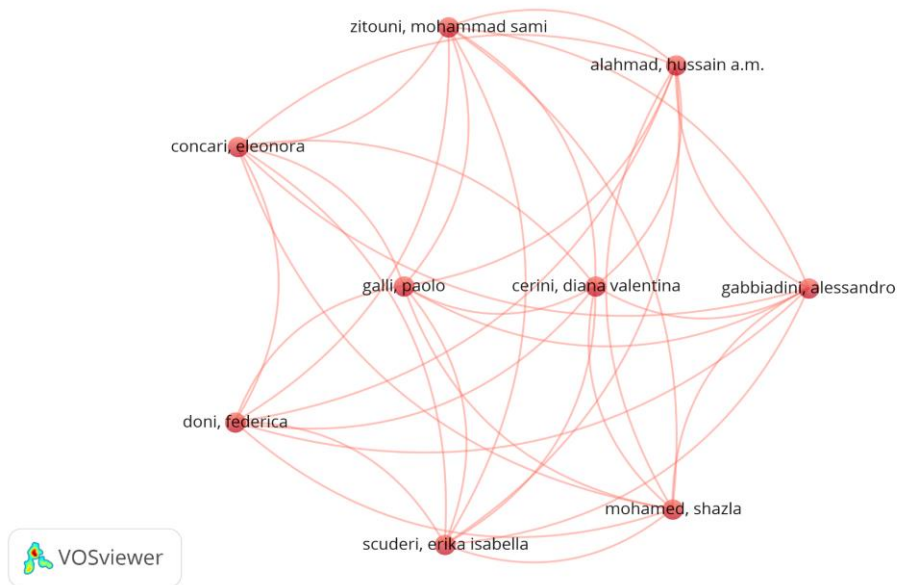 zitouni, mohammad sami
alahmad, hussain a.m.
concari, eleonora
galli, paolo
cerini, diana valentina
gabbiadini, alessandro
doni, federica
mohamed, shazla
scuderi, erika isabella
VOSviewer